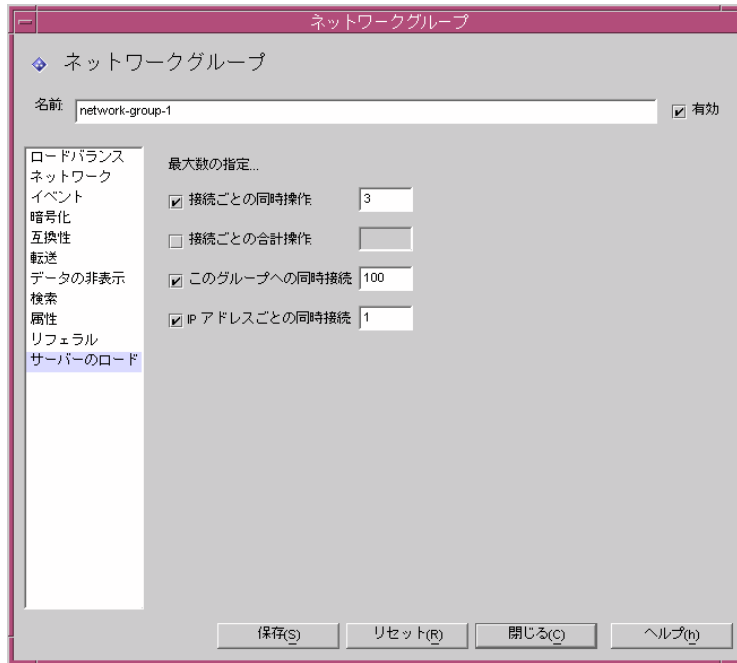 ネットワークグループ
ネットワークグループ
名前: network-group-1 有効
ロードバランス
ネットワーク
イベント
暗号化
互換性
転送
データの非表示
検索
属性
リフェラル
サーバーのロード
最大数の指定...
接続ごとの同時操作: 3
接続ごとの合計操作:
このグループへの同時接続: 100
IP アドレスごとの同時接続: 1
保存(S) リセット(R) 閉じる(C) ヘルプ(h)